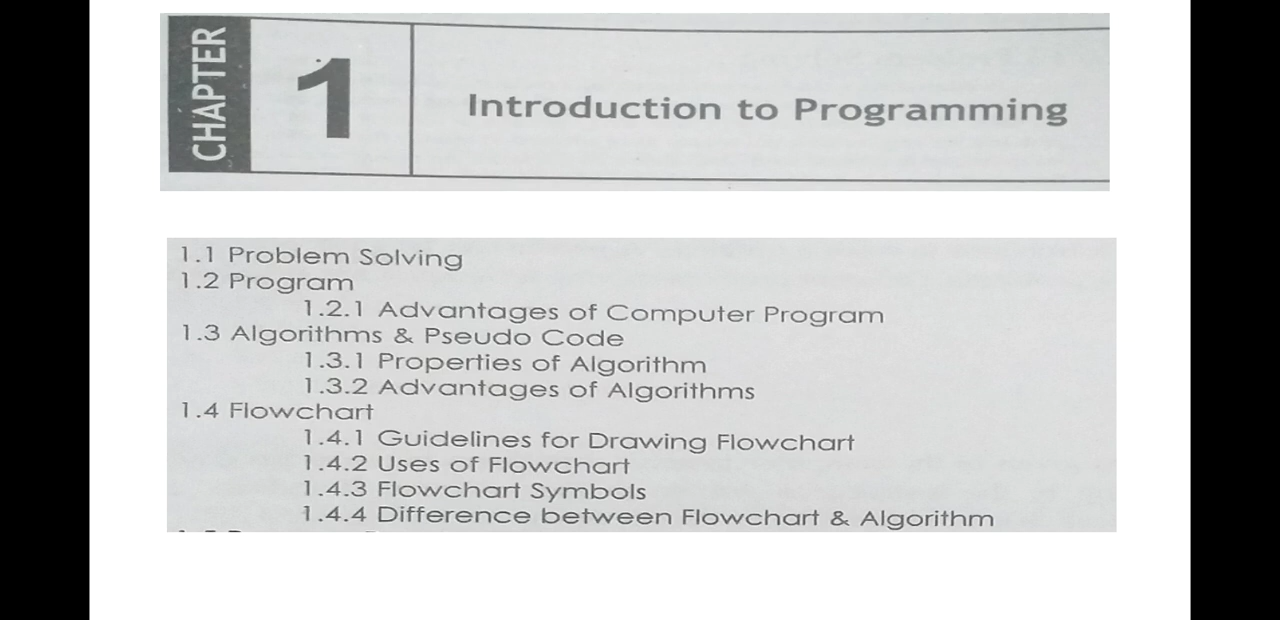 CHAPTER
1
Introduction to Programming
1.1 Problem Solving
1.2 Program
1.2.1 Advantages of Computer Program
1.3 Algorithms & Pseudo Code
1.3.1 Properties of Algorithm
1.3.2 Advantages of Algorithms
1.4 Flowchart
1.4.1 Guidelines for Drawing Flowchart
1.4.2 Uses of Flowchart
1.4.3 Flowchart Symbols
1.4.4 Difference between Flowchart & Algorithm